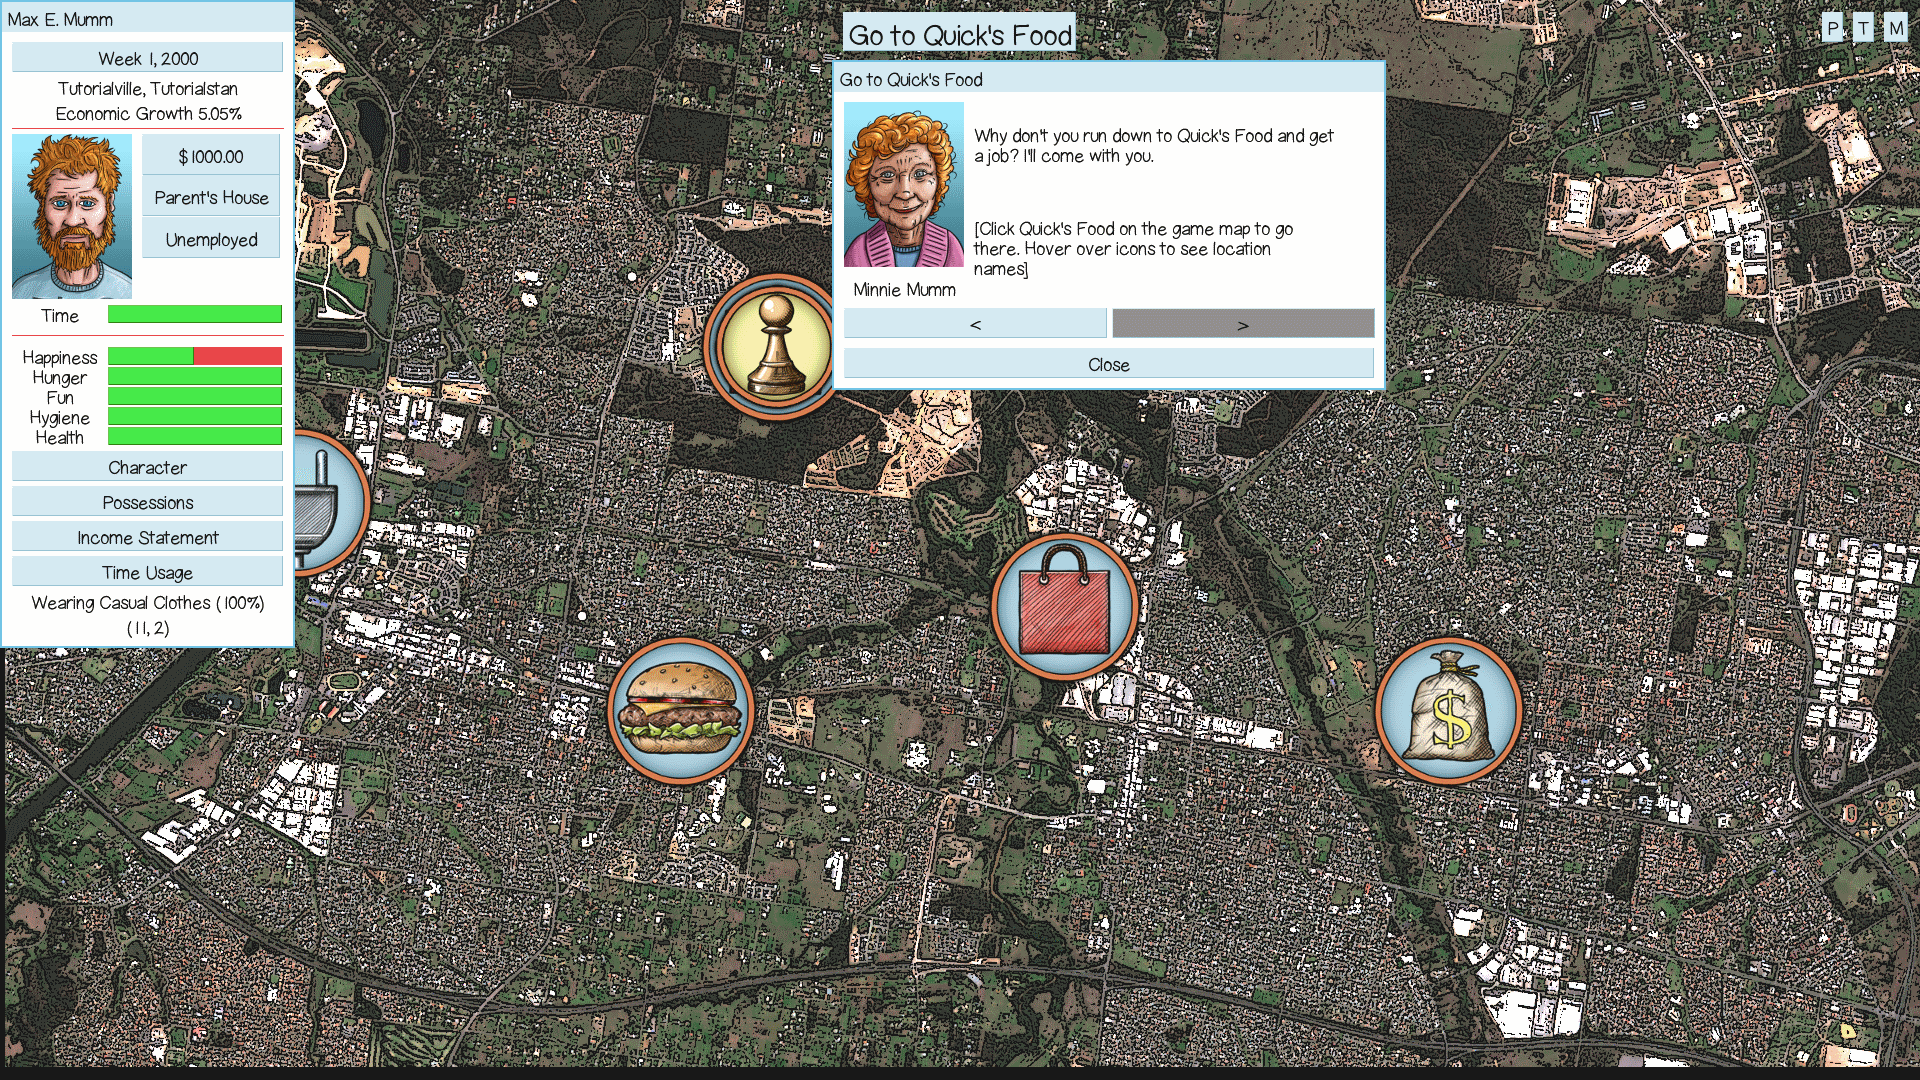 Max E. Mumm
Week 1, 2000
Tutorialville, Tutorialstan
Economic Growth 5.05%
$1000.00
Parent's House
Unemployed
Time
Happiness
Hunger
Fun
Hygiene
Health
Character
Possessions
Income Statement
Time Usage
Wearing Casual Clothes (100%)
(11, 2)
Go to Quick's Food
Go to Quick's Food
Why don't you run down to Quick's Food and get
a job? I'll come with you.
[Click Quick's Food on the game map to go
there. Hover over icons to see location
names]
Minnie Mumm
<
>
Close
$
P T M